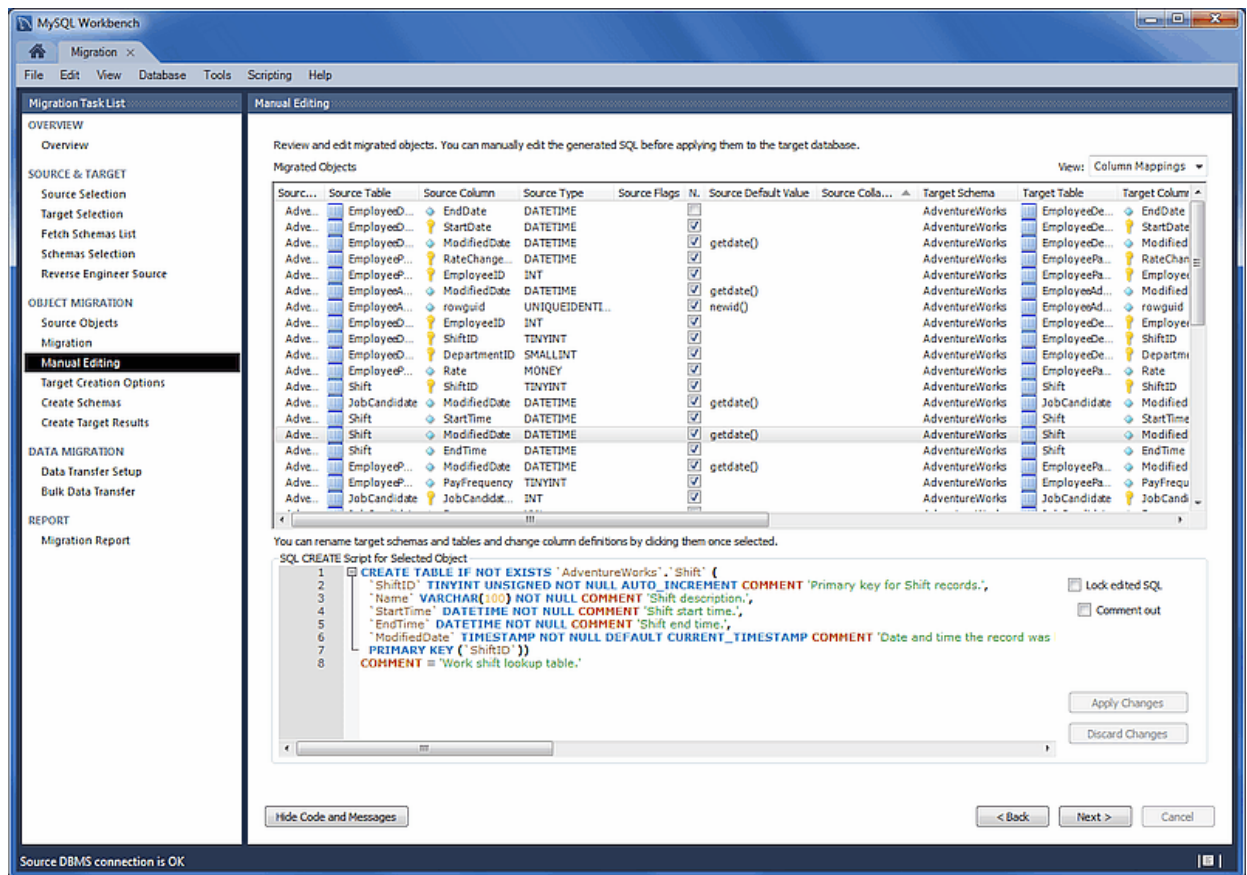 MySQL Workbench
Migration
File Edit View Database Tools Scripting Help
Migration Task List
OVERVIEW
Overview
SOURCE & TARGET
Source Selection
Target Selection
Fetch Schemas List
Schemas Selection
Reverse Engineer Source
OBJECT MIGRATION
Source Objects
Migration
Manual Editing
Target Creation Options
Create Schemas
Create Target Results
DATA MIGRATION
Data Transfer Setup
Bulk Data Transfer
REPORT
Migration Report
Manual Editing
Review and edit migrated objects. You can manually edit the generated SQL before applying them to the target database.
Migrated Objects View: Column Mappings
Sourc... Source Table Source Column Source Type Source Flags N. Source Default Value Source Colla... Target Schema Target Table Target Column
Adve... EmployeeD... EndDate DATETIME AdventureWorks EmployeeDe... EndDate
Adve... EmployeeD... StartDate DATETIME AdventureWorks EmployeeDe... StartDate
Adve... EmployeeD... ModifiedDate DATETIME getdate() AdventureWorks EmployeeDe... Modified
Adve... EmployeeP... RateChange... DATETIME AdventureWorks EmployeePa... RateChan
Adve... EmployeeP... EmployeeID INT AdventureWorks EmployeePa... Employee
Adve... EmployeeA... ModifiedDate DATETIME getdate() AdventureWorks EmployeeAd... Modified
Adve... EmployeeA... rowguid UNIQUEIDENTI... newid() AdventureWorks EmployeeAd... rowguid
Adve... EmployeeD... EmployeeID INT AdventureWorks EmployeeDe... Employee
Adve... EmployeeD... ShiftID TINYINT AdventureWorks EmployeeDe... ShiftID
Adve... EmployeeD... DepartmentID SMALLINT AdventureWorks EmployeeDe... Departme
Adve... EmployeeP... Rate MONEY AdventureWorks EmployeePa... Rate
Adve... Shift ShiftID TINYINT AdventureWorks Shift ShiftID
Adve... JobCandidate ModifiedDate DATETIME getdate() AdventureWorks JobCandidate Modified
Adve... Shift StartTime DATETIME AdventureWorks Shift StartTime
Adve... Shift ModifiedDate DATETIME getdate() AdventureWorks Shift Modified
Adve... Shift EndTime DATETIME AdventureWorks Shift EndTime
Adve... EmployeeP... ModifiedDate DATETIME getdate() AdventureWorks EmployeePa... Modified
Adve... EmployeeP... PayFrequency TINYINT AdventureWorks EmployeePa... PayFrequ
Adve... JobCandidate JobCandidat... INT AdventureWorks JobCandidate JobCandi
You can rename target schemas and tables and change column definitions by clicking them once selected.
SQL CREATE Script for Selected Object
1 CREATE TABLE IF NOT EXISTS `AdventureWorks`.`Shift` (
2 `ShiftID` TINYINT UNSIGNED NOT NULL AUTO_INCREMENT COMMENT 'Primary key for Shift records.',
3 `Name` VARCHAR(100) NOT NULL COMMENT 'Shift description.',
4 `StartTime` DATETIME NOT NULL COMMENT 'Shift start time.',
5 `EndTime` DATETIME NOT NULL COMMENT 'Shift end time.',
6 `ModifiedDate` TIMESTAMP NOT NULL DEFAULT CURRENT_TIMESTAMP COMMENT 'Date and time the record was
7 PRIMARY KEY (`ShiftID`))
8 COMMENT = 'Work shift lookup table.'
Lock edited SQL
Comment out
Apply Changes
Discard Changes
Hide Code and Messages
< Back Next > Cancel
Source DBMS connection is OK